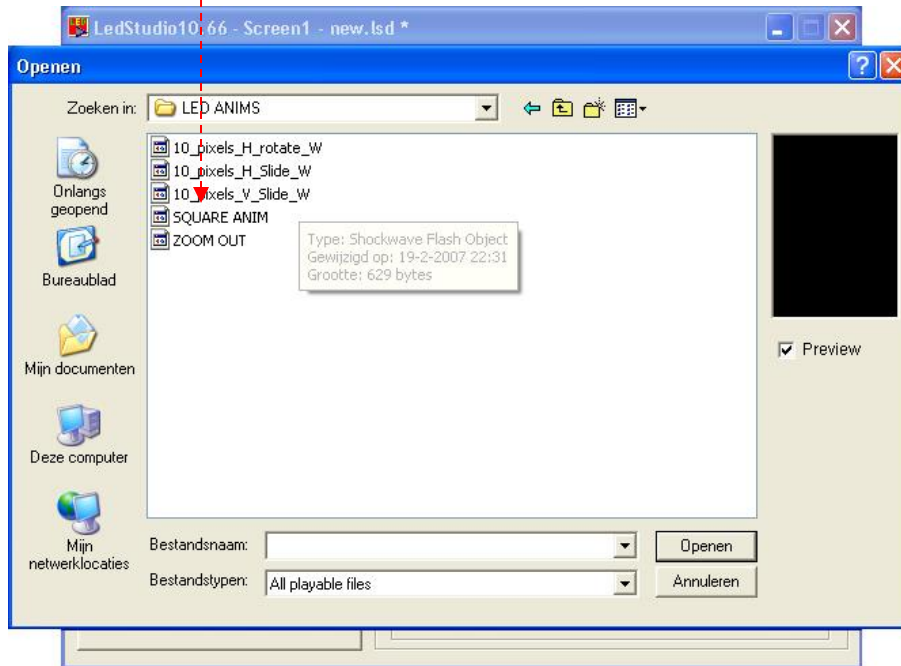 LedStudio10.66 - Screen1 - new.lsd *
Openen
Zoeken in:
LED ANIMS
10_pixels_H_rotate_W
10_pixels_H_Slide_W
10_pixels_V_Slide_W
SQUARE ANIM
ZOOM OUT
Type: Shockwave Flash Object
Gewijzigd op: 19-2-2007 22:31
Grootte: 629 bytes
Onlangs
geopend
Bureaublad
Mijn documenten
Deze computer
Mijn
netwerklocaties
Preview
Bestandsnaam:
Openen
Bestandstypen:
All playable files
Annuleren